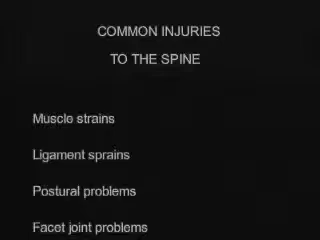 COMMON INJURIES
TO THE SPINE
Muscle strains
Ligament sprains
Postural problems
Facet joint problems